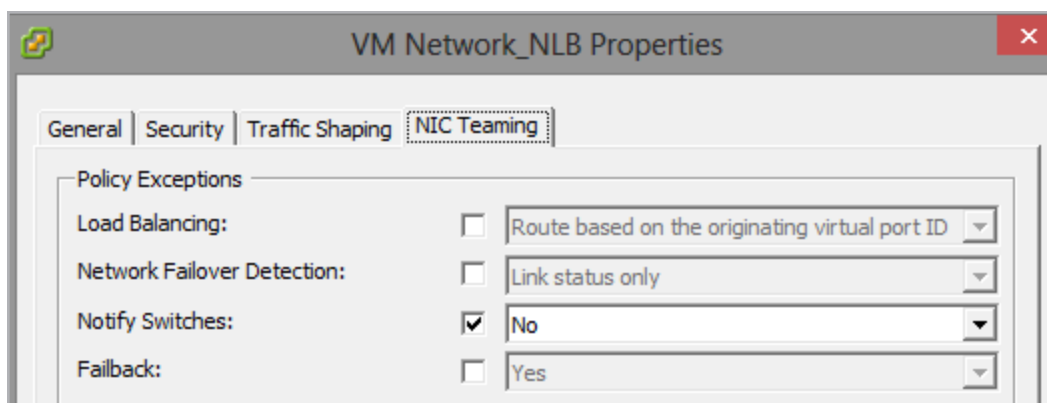 VM Network_NLB Properties
General Security Traffic Shaping NIC Teaming
Policy Exceptions
Load Balancing: Route based on the originating virtual port ID
Network Failover Detection: Link status only
Notify Switches: No
Failback: Yes